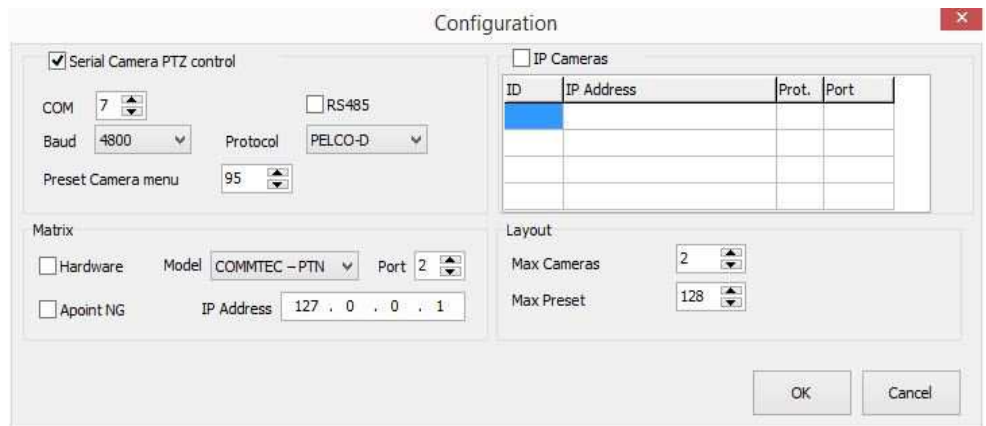 Configuration
Serial Camera PTZ control
COM 7 RS485
Baud 4800 Protocol PELCO-D
Preset Camera menu 95
IP Cameras
ID IP Address Prot. Port
Matrix
Hardware Model COMMTEC – PTN Port 2
Apoint NG IP Address 127 . 0 . 0 . 1
Layout
Max Cameras 2
Max Preset 128
OK Cancel